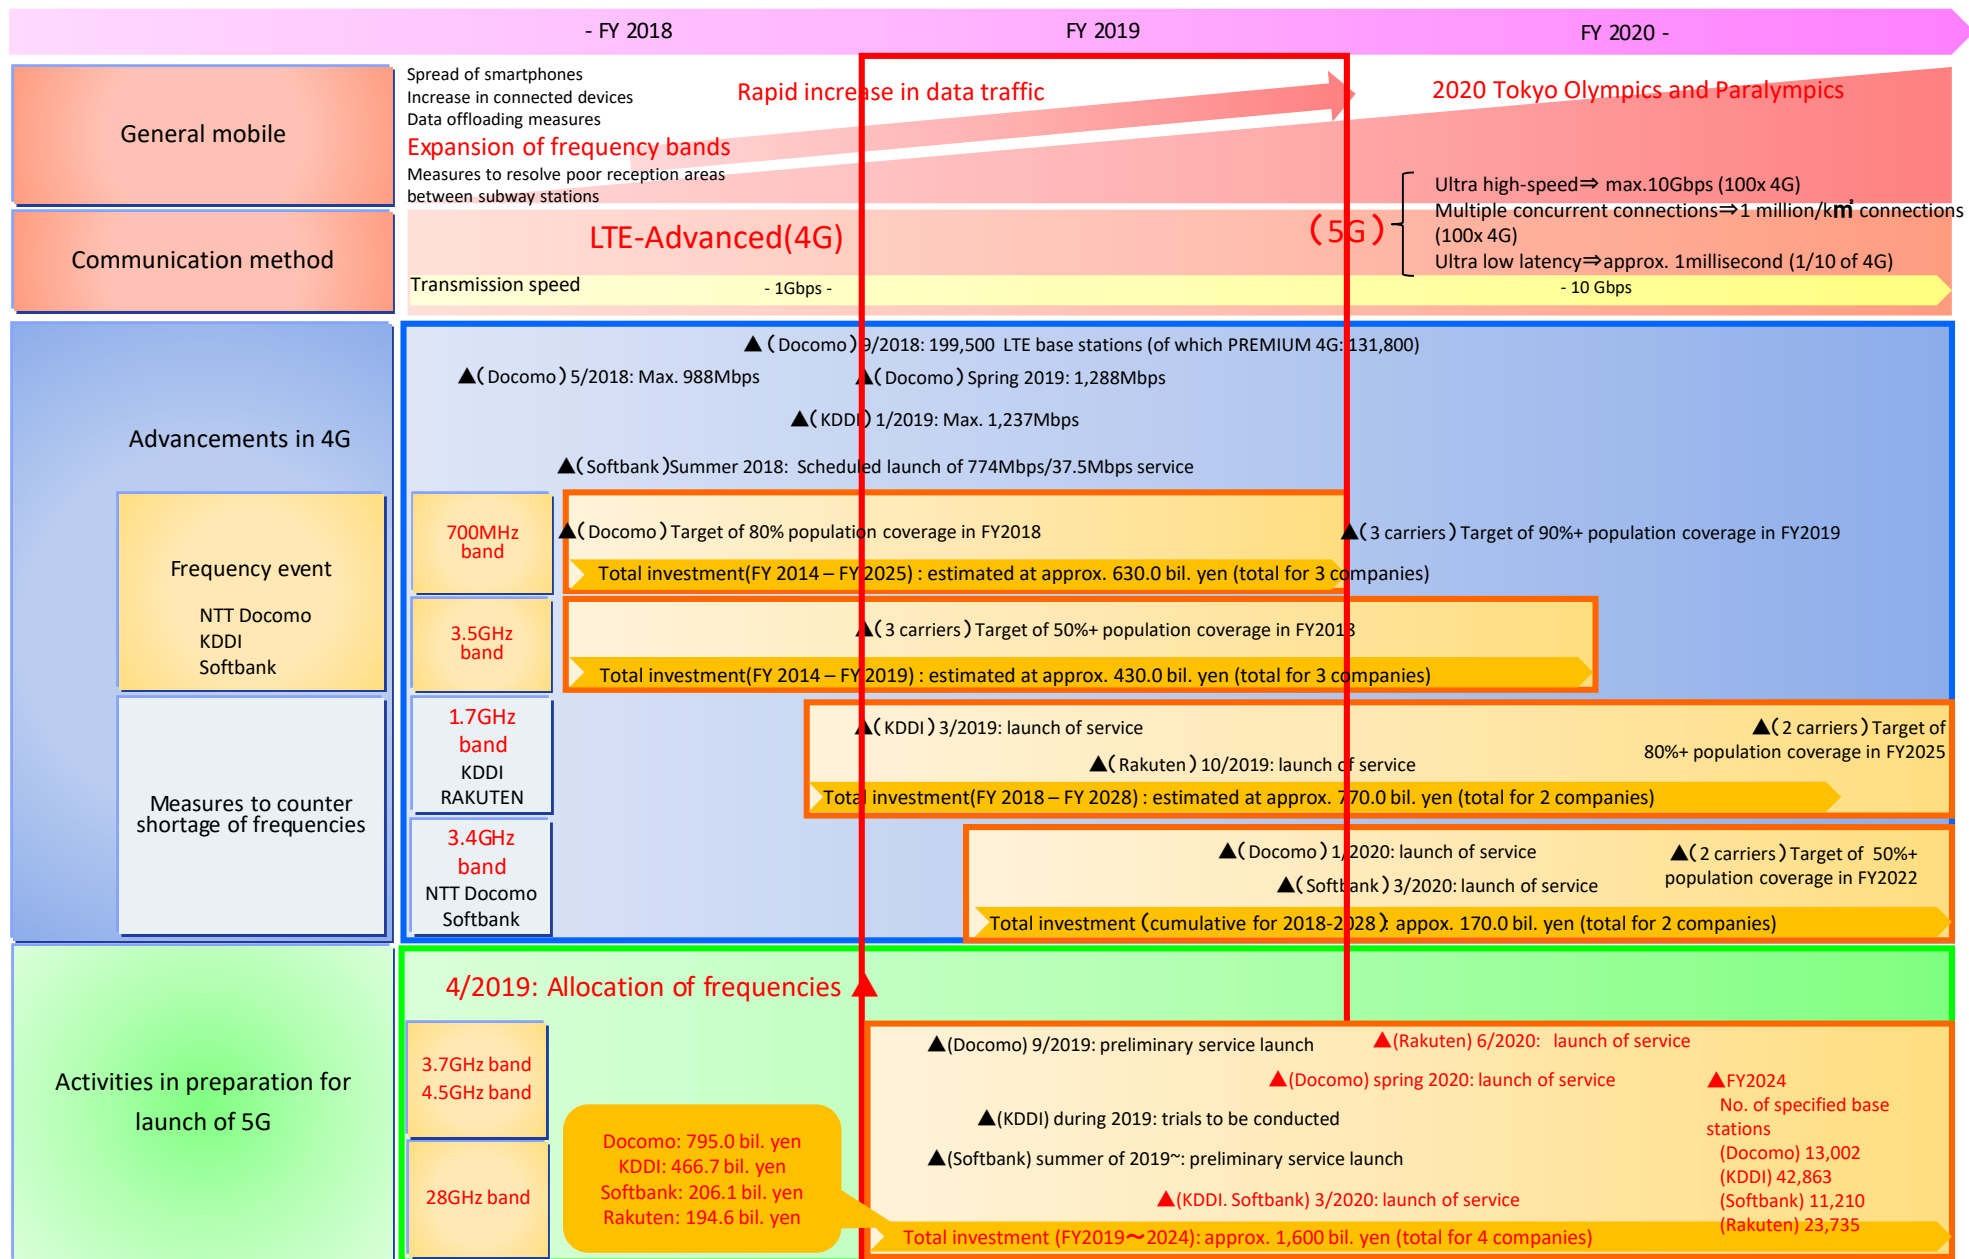 - FY 2018
FY 2019
FY 2020 -
General mobile
Spread of smartphones
Increase in connected devices
Data offloading measures
Expansion of frequency bands
Measures to resolve poor reception areas
between subway stations
Rapid increase in data traffic
2020 Tokyo Olympics and Paralympics
Communication method
LTE-Advanced(4G)
(5G)
Ultra high-speed⇒ max.10Gbps (100x 4G)
Multiple concurrent connections⇒1 million/k㎡ connections
(100x 4G)
Ultra low latency⇒approx. 1millisecond (1/10 of 4G)
Transmission speed
- 1Gbps -
- 10 Gbps
Advancements in 4G
▲(Docomo) 9/2018: 199,500 LTE base stations (of which PREMIUM 4G: 131,800)
▲(Docomo) 5/2018: Max. 988Mbps
▲(Docomo) Spring 2019: 1,288Mbps
▲(KDDI) 1/2019: Max. 1,237Mbps
▲(Softbank)Summer 2018: Scheduled launch of 774Mbps/37.5Mbps service
Frequency event
NTT Docomo
KDDI
Softbank
700MHz
band
▲(Docomo) Target of 80% population coverage in FY2018
▲(3 carriers) Target of 90%+ population coverage in FY2019
Total investment(FY 2014 – FY 2025) : estimated at approx. 630.0 bil. yen (total for 3 companies)
3.5GHz
band
▲(3 carriers) Target of 50%+ population coverage in FY2018
Total investment(FY 2014 – FY 2019) : estimated at approx. 430.0 bil. yen (total for 3 companies)
Measures to counter
shortage of frequencies
1.7GHz
band
KDDI
RAKUTEN
▲(KDDI) 3/2019: launch of service
▲(Rakuten) 10/2019: launch of service
▲(2 carriers) Target of
80%+ population coverage in FY2025
Total investment(FY 2018 – FY 2028) : estimated at approx. 770.0 bil. yen (total for 2 companies)
3.4GHz
band
NTT Docomo
Softbank
▲(Docomo) 1/2020: launch of service
▲(Softbank) 3/2020: launch of service
▲(2 carriers) Target of 50%+
population coverage in FY2022
Total investment (cumulative for 2018-2028): appox. 170.0 bil. yen (total for 2 companies)
Activities in preparation for
launch of 5G
4/2019: Allocation of frequencies ▲
3.7GHz band
4.5GHz band
28GHz band
▲(Docomo) 9/2019: preliminary service launch
▲(Rakuten) 6/2020: launch of service
▲(Docomo) spring 2020: launch of service
▲(KDDI) during 2019: trials to be conducted
▲(Softbank) summer of 2019~: preliminary service launch
▲(KDDI. Softbank) 3/2020: launch of service
▲FY2024
No. of specified base
stations
(Docomo) 13,002
(KDDI) 42,863
(Softbank) 11,210
(Rakuten) 23,735
Docomo: 795.0 bil. yen
KDDI: 466.7 bil. yen
Softbank: 206.1 bil. yen
Rakuten: 194.6 bil. yen
Total investment (FY2019～2024): approx. 1,600 bil. yen (total for 4 companies)